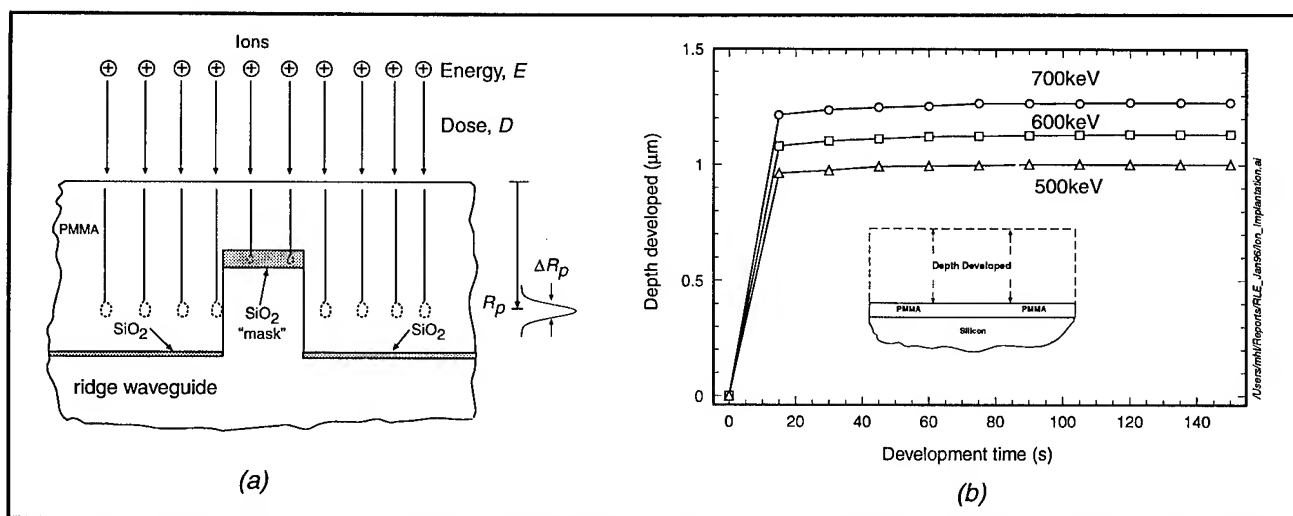 Ions
Energy, E
Dose, D
PMMA
ΔRp
Rp
SiO2
"mask"
SiO2
SiO2
ridge waveguide
(a)
1.5
1
0.5
0
Depth developed (μm)
700keV
600keV
500keV
Depth Developed
PMMA
PMMA
Silicon
0
20
40
60
80
100
120
140
Development time (s)
/Users/mhl/Reports/RLE_Jan96/Ion_Implantation.ai
(b)